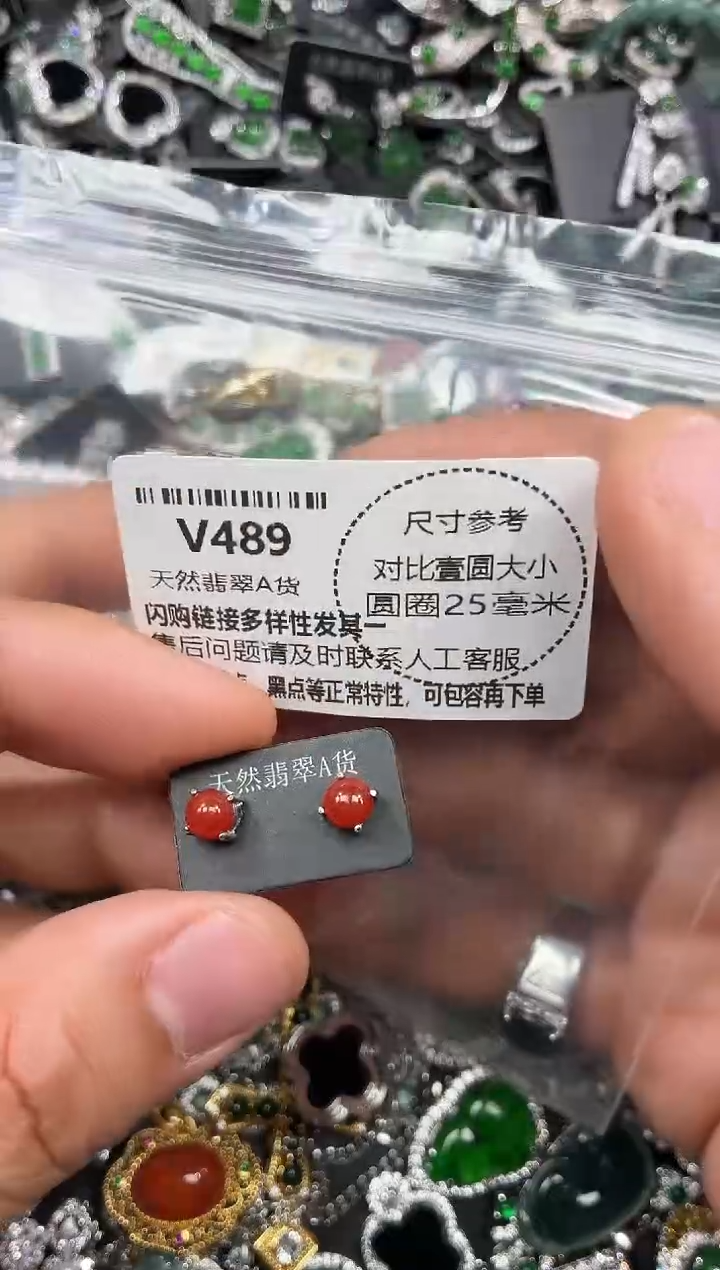 V489
天然翡翠A货
闪购链接多样性发其一
售后问题请及时联系人工客服
黑点等正常特性，可包容再下单
尺寸参考
对比壹圆大小
圆圈25毫米
天然翡翠A货